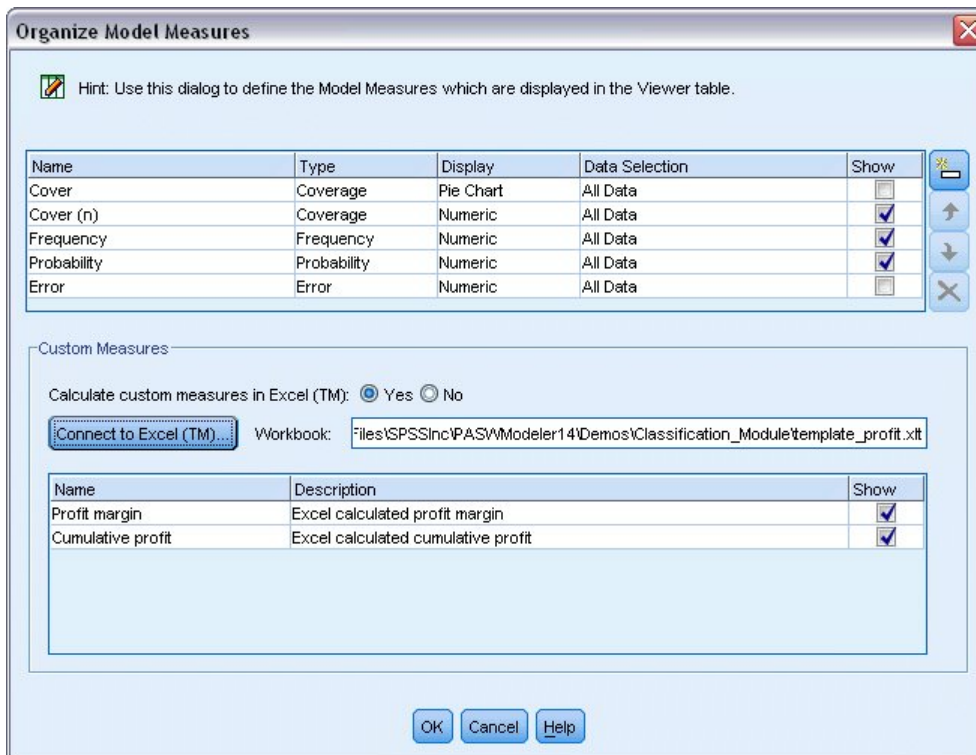 Organize Model Measures
Hint: Use this dialog to define the Model Measures which are displayed in the Viewer table.
Name Type Display Data Selection Show
Cover Coverage Pie Chart All Data
Cover (n) Coverage Numeric All Data
Frequency Frequency Numeric All Data
Probability Probability Numeric All Data
Error Error Numeric All Data
Custom Measures
Calculate custom measures in Excel (TM): Yes No
Connect to Excel (TM)... Workbook: Files\SPSSInc\PASWModeler14\Demos\Classification_Module\template_profit.xlt
Name Description Show
Profit margin Excel calculated profit margin
Cumulative profit Excel calculated cumulative profit
OK Cancel Help